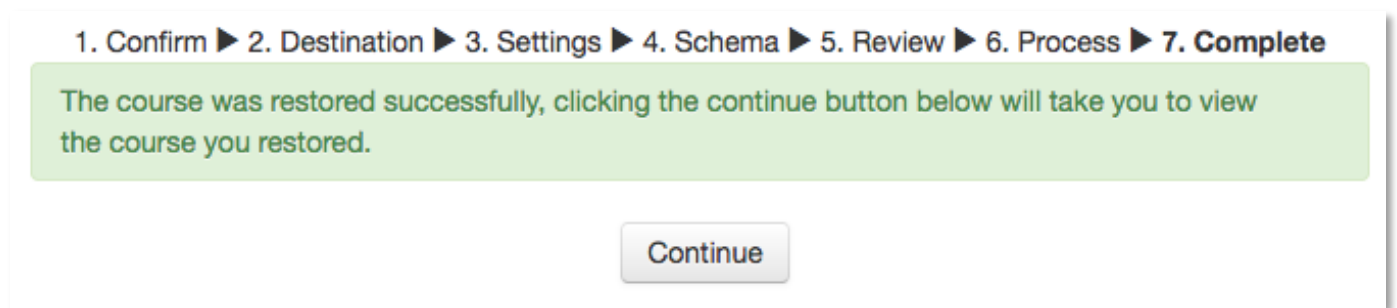 1. Confirm ▶ 2. Destination ▶ 3. Settings ▶ 4. Schema ▶ 5. Review ▶ 6. Process ▶ 7. Complete
The course was restored successfully, clicking the continue button below will take you to view
the course you restored.
Continue